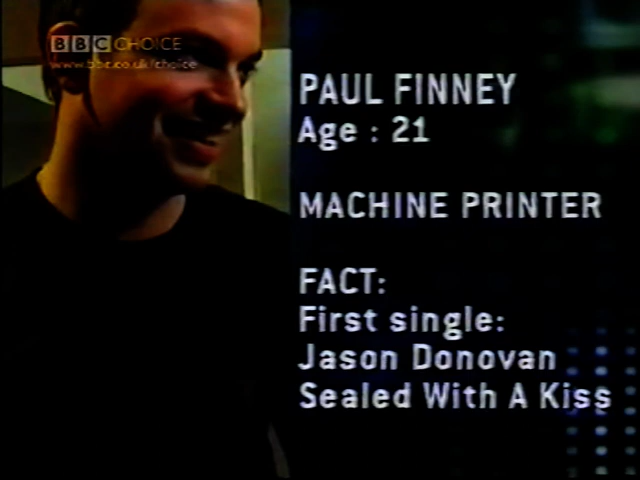 BBC CHOICE
www.bbc.co.uk/choice
PAUL FINNEY
Age : 21
MACHINE PRINTER
FACT:
First single:
Jason Donovan
Sealed With A Kiss